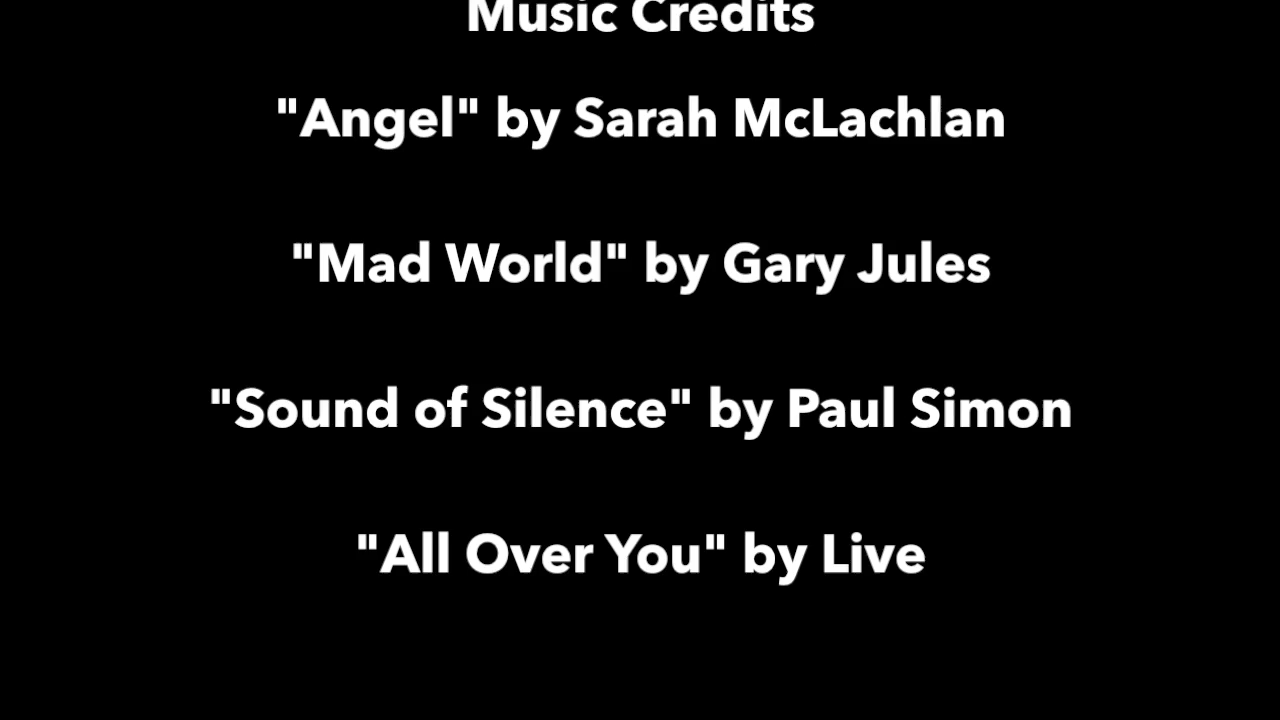 Music Credits
"Angel" by Sarah McLachlan
"Mad World" by Gary Jules
"Sound of Silence" by Paul Simon
"All Over You" by Live